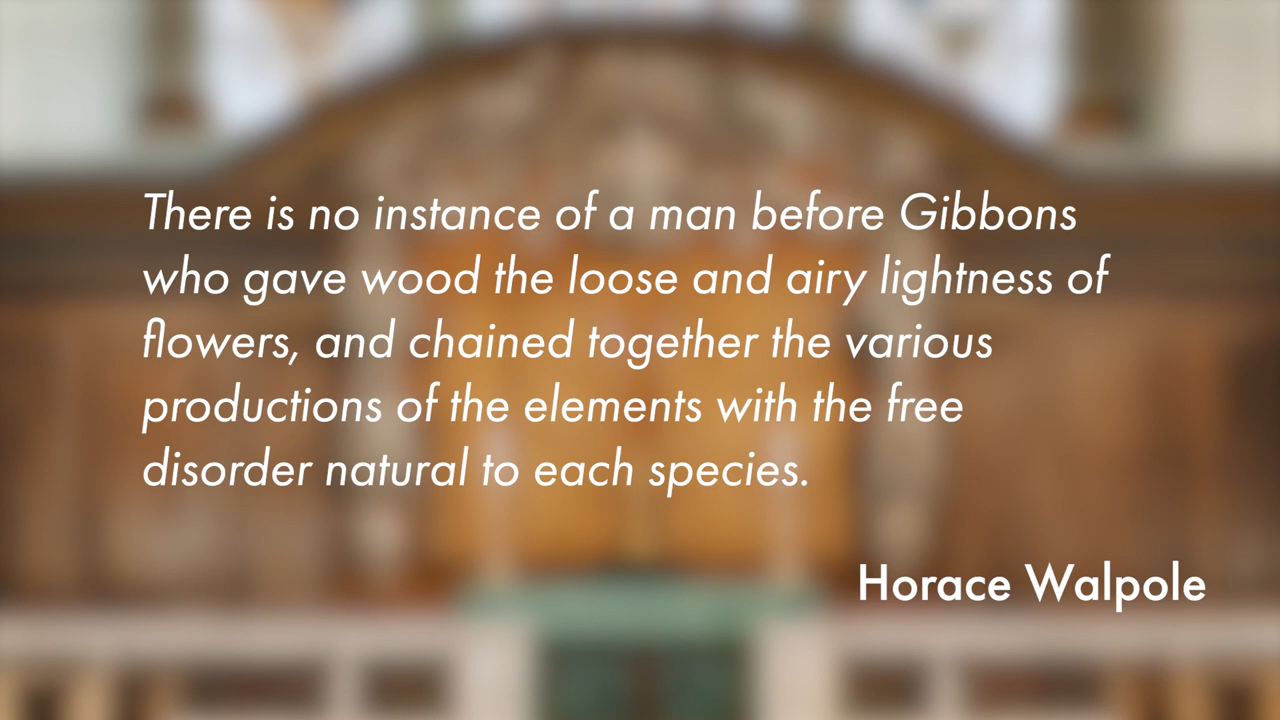 There is no instance of a man before Gibbons
who gave wood the loose and airy lightness of
flowers, and chained together the various
productions of the elements with the free
disorder natural to each species.
Horace Walpole